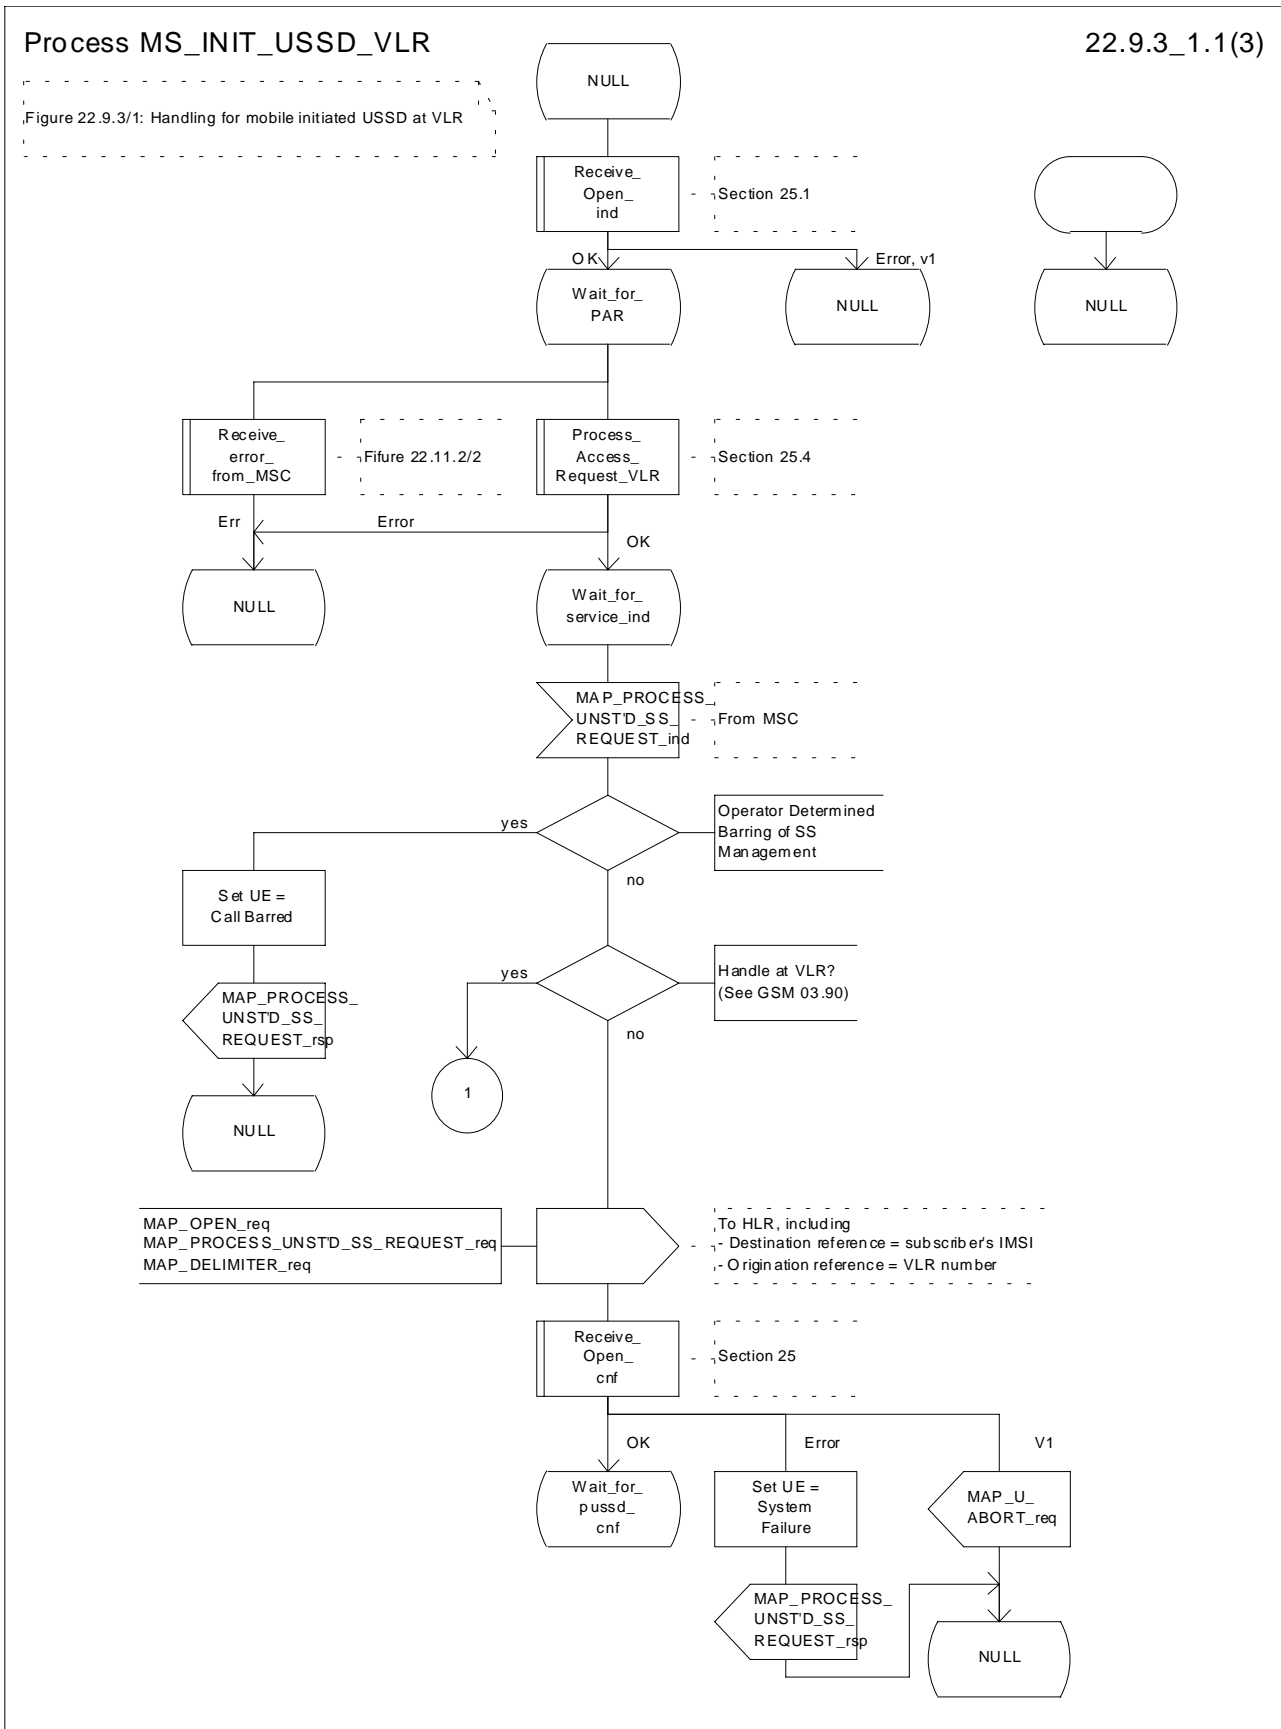 Process MS_INIT_USSD_VLR
22.9.3_1.1(3)
Figure 22.9.3/1: Handling for mobile initiated USSD at VLR
NULL
Receive_
Open_
ind
Section 25.1
OK
Error, v1
Wait_for_
PAR
NULL
NULL
Receive_
error_
from_MSC
Fifure 22.11.2/2
Process_
Access_
Request_VLR
Section 25.4
Err
Error
OK
NULL
Wait_for_
service_ind
MAP_PROCESS_
UNST'D_SS_
REQUEST_ind
From MSC
yes
Operator Determined
Barring of SS
Management
no
Set UE =
Call Barred
yes
Handle at VLR?
(See GSM 03.90)
no
MAP_PROCESS_
UNST'D_SS_
REQUEST_rsp
1
NULL
MAP_OPEN_req
MAP_PROCESS_UNST'D_SS_REQUEST_req
MAP_DELIMITER_req
To HLR, including
- Destination reference = subscriber's IMSI
- Origination reference = VLR number
Receive_
Open_
cnf
Section 25
OK
Error
V1
Wait_for_
pussd_
cnf
Set UE =
System
Failure
MAP_U_
ABORT_req
MAP_PROCESS_
UNST'D_SS_
REQUEST_rsp
NULL